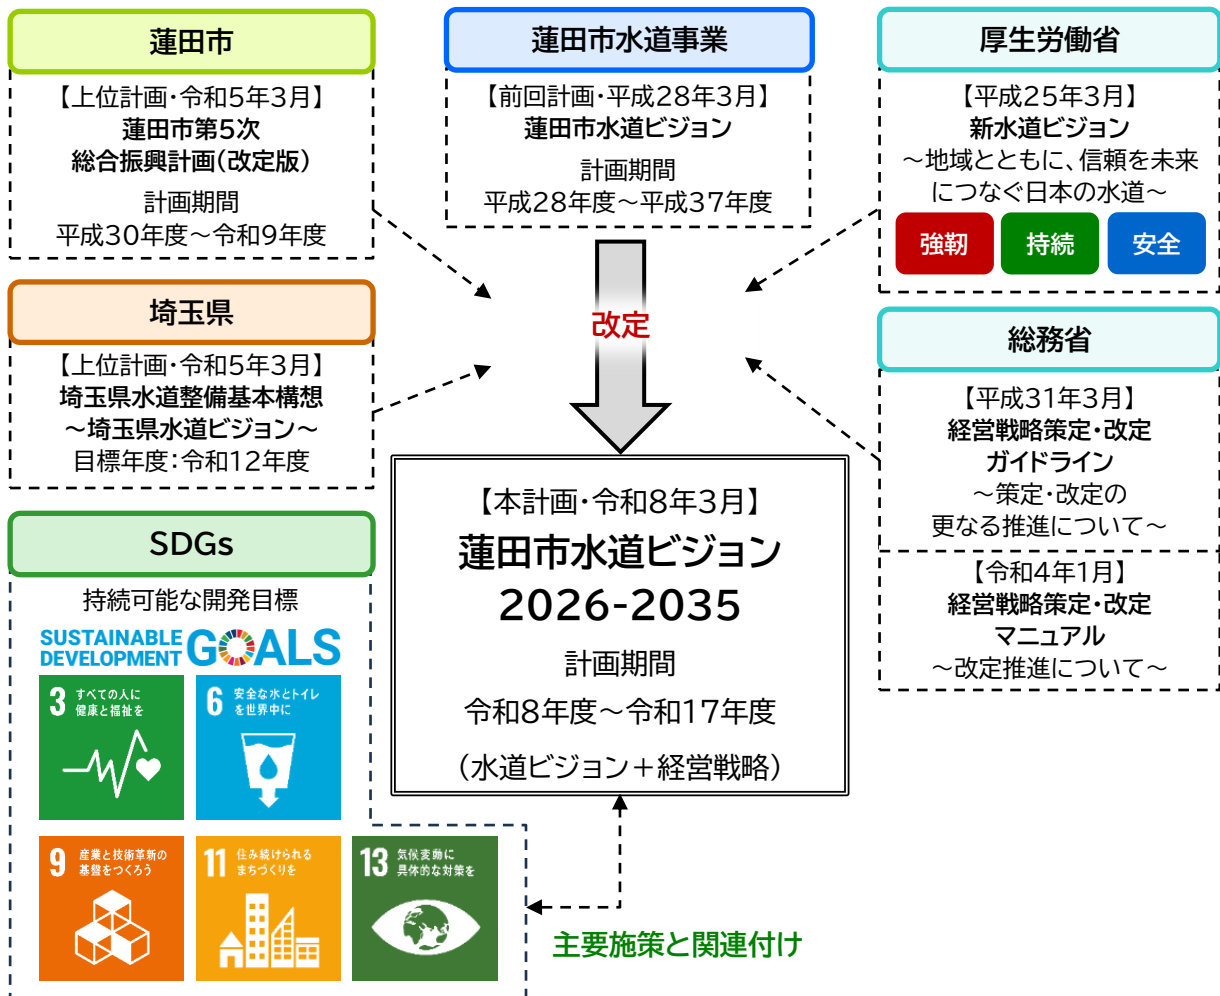 蓮田市
【上位計画・令和5年3月】
蓮田市第5次
総合振興計画(改定版)
計画期間
平成30年度～令和9年度
埼玉県
【上位計画・令和5年3月】
埼玉県水道整備基本構想
～埼玉県水道ビジョン～
目標年度：令和12年度
SDGs
持続可能な開発目標
SUSTAINABLE
DEVELOPMENT
GOALS
3 すべての人に
健康と福祉を
6 安全な水とトイレ
を世界中に
9 産業と技術革新の
基盤をつくろう
11 住み続けられる
まちづくりを
13 気候変動に
具体的な対策を
蓮田市水道事業
【前回計画・平成28年3月】
蓮田市水道ビジョン
計画期間
平成28年度～平成37年度
改定
【本計画・令和8年3月】
蓮田市水道ビジョン
2026-2035
計画期間
令和8年度～令和17年度
(水道ビジョン＋経営戦略)
主要施策と関連付け
厚生労働省
【平成25年3月】
新水道ビジョン
～地域とともに、信頼を未来
につなぐ日本の水道～
強靭 持続 安全
総務省
【平成31年3月】
経営戦略策定・改定
ガイドライン
～策定・改定の
更なる推進について～
【令和4年1月】
経営戦略策定・改定
マニュアル
～改定推進について～